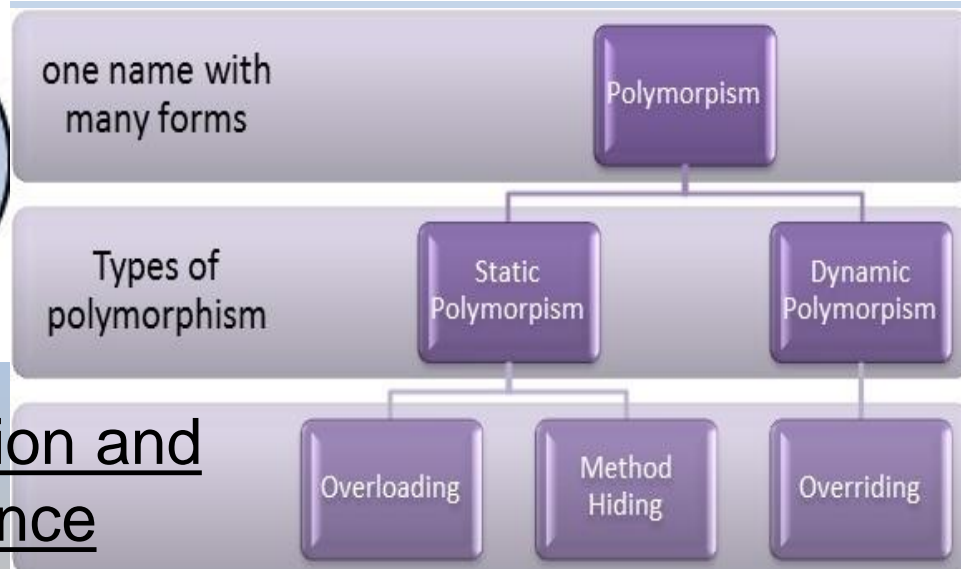 one name with
many forms
Polymorpism
Types of
polymorphism
Static
Polymorpism
Dynamic
Polymorpism
ion and
nce
Overloading
Method
Hiding
Overriding